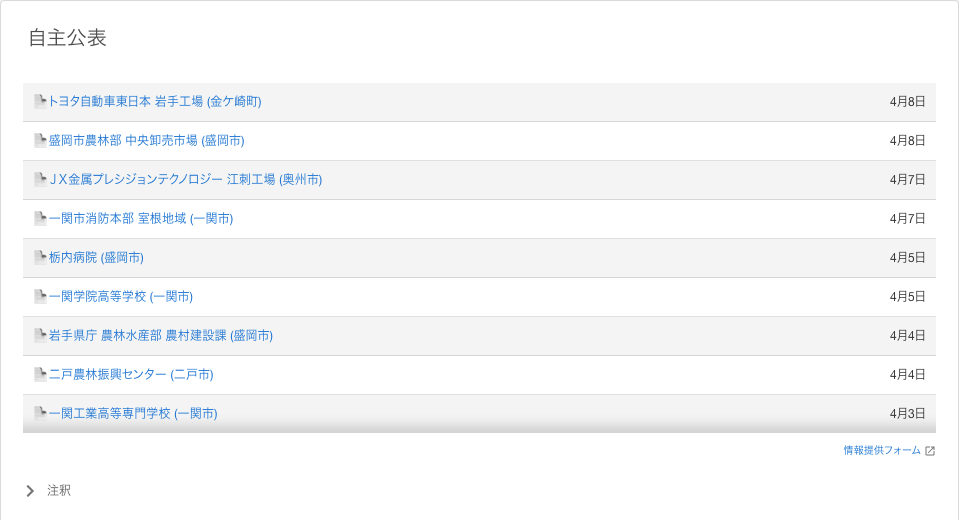 自主公表
トヨタ自動車東日本 岩手工場 (金ケ崎町) 4月8日
盛岡市農林部 中央卸売市場 (盛岡市) 4月8日
ＪＸ金属プレシジョンテクノロジー 江刺工場 (奥州市) 4月7日
一関市消防本部 室根地域 (一関市) 4月7日
栃内病院 (盛岡市) 4月5日
一関学院高等学校 (一関市) 4月5日
岩手県庁 農林水産部 農村建設課 (盛岡市) 4月4日
二戸農林振興センター (二戸市) 4月4日
一関工業高等専門学校 (一関市) 4月3日
情報提供フォーム
注釈